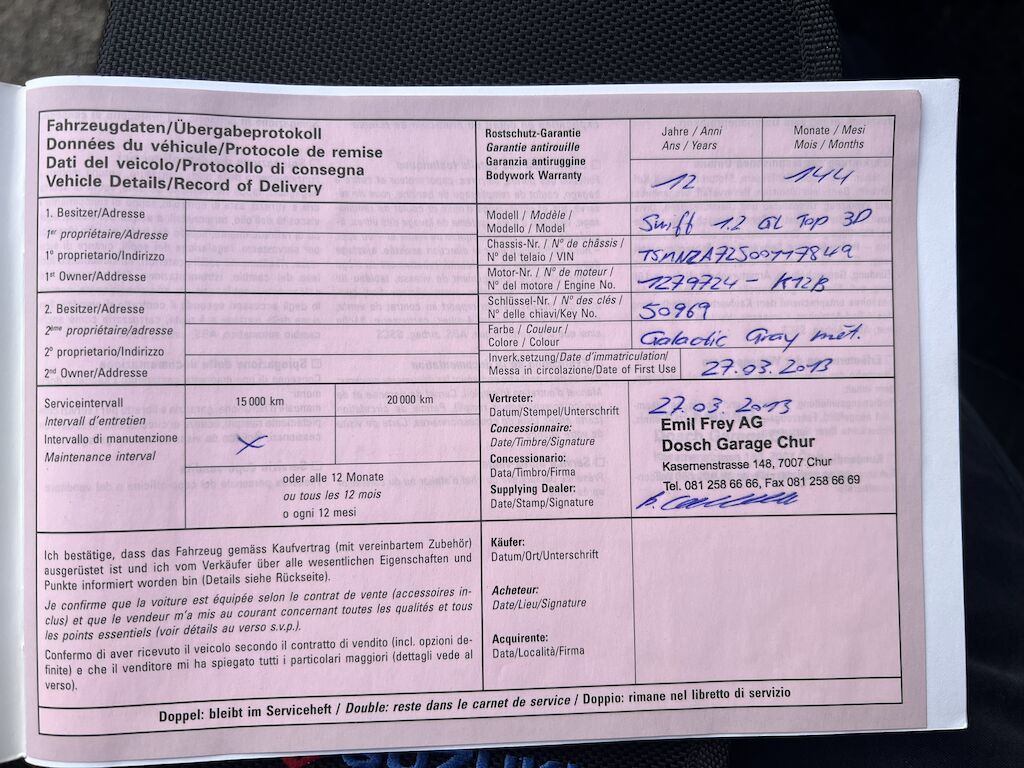 Fahrzeugdaten/Übergabeprotokoll
Données du véhicule/Protocole de remise
Dati del veicolo/Protocollo di consegna
Vehicle Details/Record of Delivery
Rostschutz-Garantie
Garantie antirouille
Garanzia antiruggine
Bodywork Warranty
Jahre / Anni
Ans / Years
12
Monate / Mesi
Mois / Months
144
1. Besitzer/Adresse
1er propriétaire/Adresse
1º proprietario/Indirizzo
1st Owner/Address
Modell / Modèle /
Modello / Model
Swift 1.2 GL Top 3D
Chassis-Nr. / Nº de châssis /
Nº del telaio / VIN
TSMNZA72S00117849
Motor-Nr. / Nº de moteur /
Nº del motore / Engine No.
1279724 - K12B
2. Besitzer/Adresse
2ème propriétaire/adresse
2º proprietario/Indirizzo
2nd Owner/Address
Schlüssel-Nr. / Nº des clés /
Nº delle chiavi/Key No.
50969
Farbe / Couleur /
Colore / Colour
Galactic Gray mét.
Inverk.setzung/Date d'immatriculation/
Messa in circolazione/Date of First Use
27.03.2013
Serviceintervall
Intervall d'entretien
Intervallo di manutenzione
Maintenance interval
15 000 km
20 000 km
x
oder alle 12 Monate
ou tous les 12 mois
o ogni 12 mesi
Vertreter:
Datum/Stempel/Unterschrift
Concessionnaire:
Date/Timbre/Signature
Concessionario:
Data/Timbro/Firma
Supplying Dealer:
Date/Stamp/Signature
27.03.2013
Emil Frey AG
Dosch Garage Chur
Kasernenstrasse 148, 7007 Chur
Tel. 081 258 66 66, Fax 081 258 66 69
Ich bestätige, dass das Fahrzeug gemäss Kaufvertrag (mit vereinbartem Zubehör)
ausgerüstet ist und ich vom Verkäufer über alle wesentlichen Eigenschaften und
Punkte informiert worden bin (Details siehe Rückseite).
Je confirme que la voiture est équipée selon le contrat de vente (accessoires in-
clus) et que le vendeur m'a mis au courant concernant toutes les qualités et tous
les points essentiels (voir détails au verso s.v.p.).
Confermo di aver ricevuto il veicolo secondo il contratto di vendito (incl. opzioni de-
finite) e che il venditore mi ha spiegato tutti i particolari maggiori (dettagli vede al
verso).
Käufer:
Datum/Ort/Unterschrift
Acheteur:
Date/Lieu/Signature
Acquirente:
Data/Località/Firma
Doppel: bleibt im Serviceheft / Double: reste dans le carnet de service / Doppio: rimane nel libretto di servizio
SUZUKI